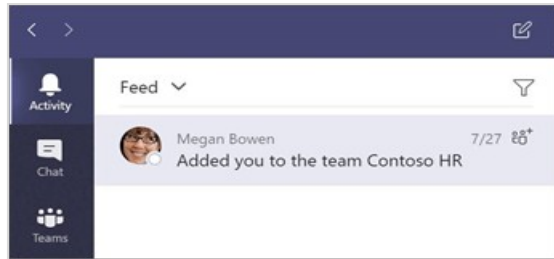 Feed
Activity
Megan Bowen 7/27
Added you to the team Contoso HR
Chat
Teams